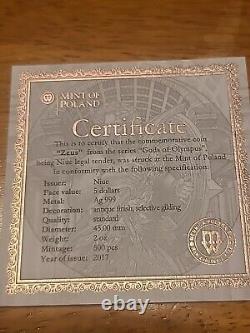 MINT OF
POLAND
Certificate
This is to certify that the commemorative coin
"Zeus" from the series "Gods of Olympus",
being Niue legal tender, was struck at the Mint of Poland
in conformity with the following specification:
Issuer: Niue
Face value: 5 dollars
Metal: Ag 999
Decoration: antique finish, selective gilding
Quality: standard
Diameter: 45.00 mm
Weight: 2 oz
Mintage: 500 pcs
Year of issue: 2017